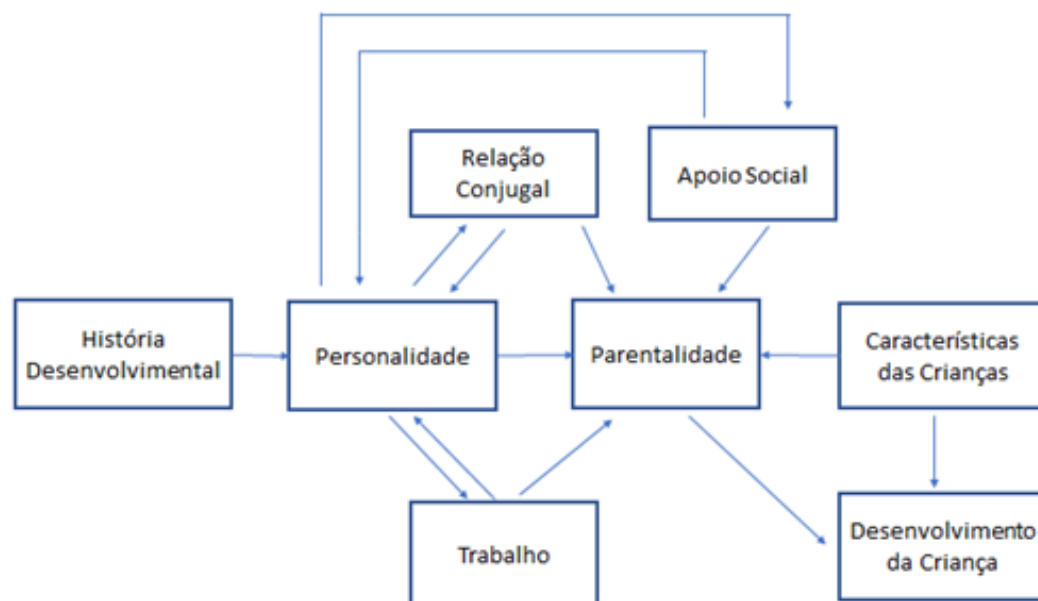 Relação
Conjugal
Apoio Social
História
Desenvolvimental
Personalidade
Parentalidade
Características
das Crianças
Trabalho
Desenvolvimento
da Criança